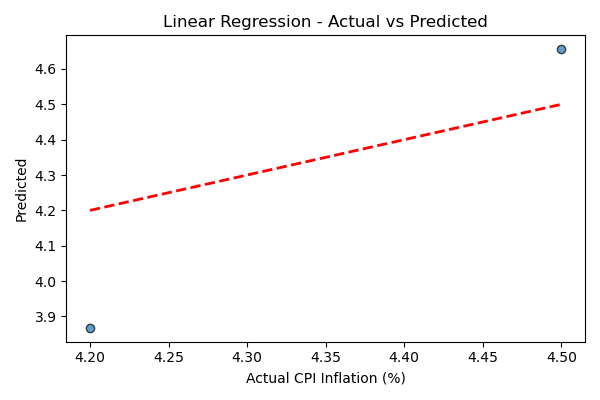 Linear Regression - Actual vs Predicted
Predicted
4.6
4.5
4.4
4.3
4.2
4.1
4.0
3.9
4.20 4.25 4.30 4.35 4.40 4.45 4.50
Actual CPI Inflation (%)